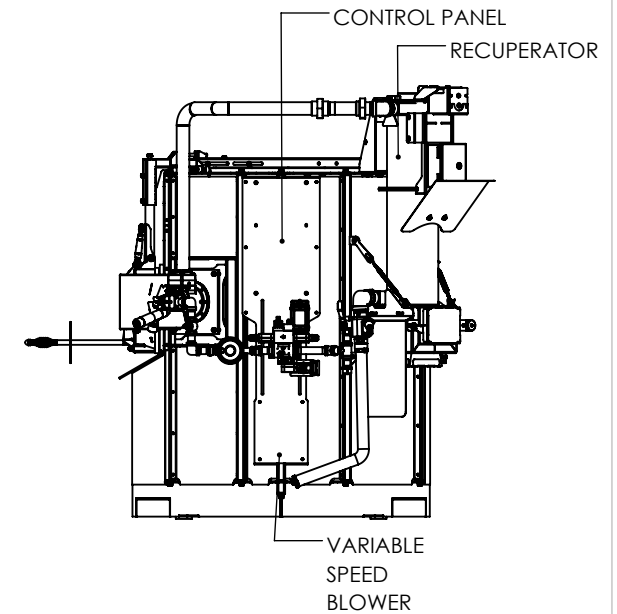 CONTROL PANEL
RECUPERATOR
VARIABLE
SPEED
BLOWER